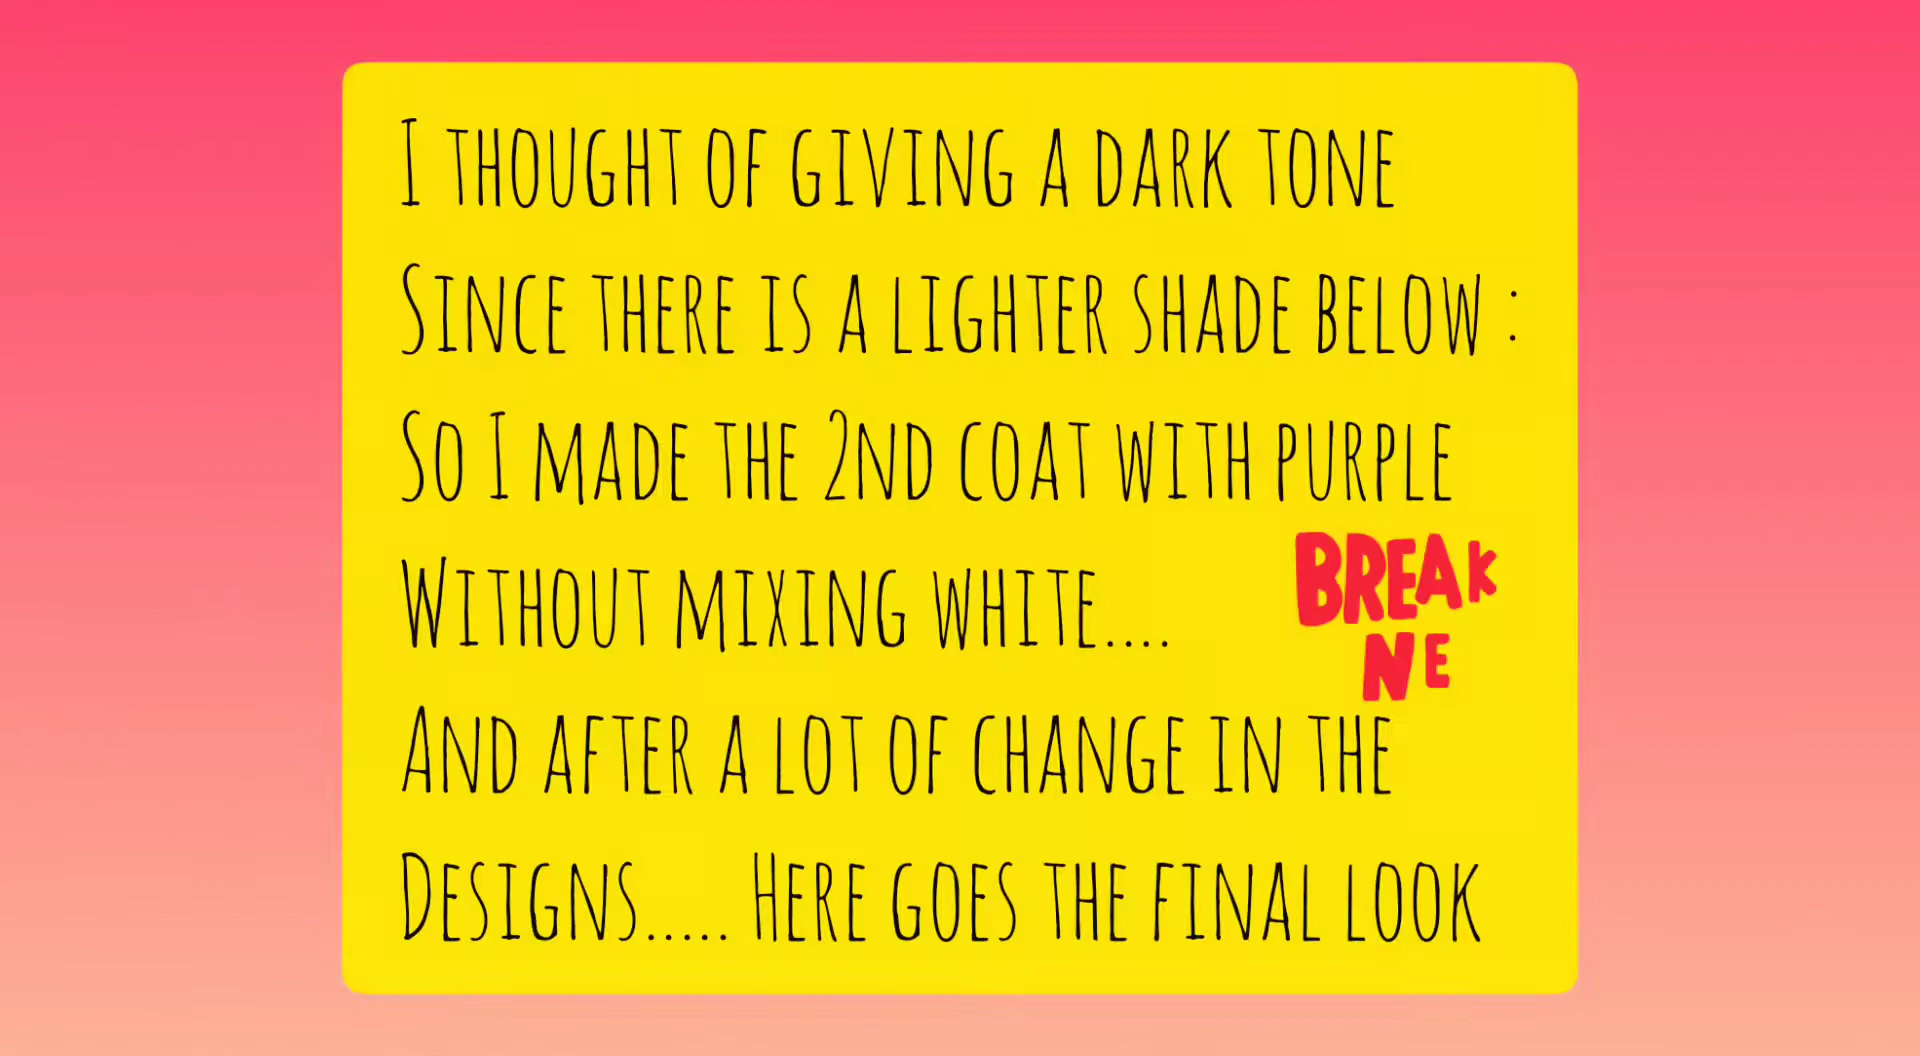 I thought of giving a dark tone
Since there is a lighter shade below :
So I made the 2nd coat with purple
Without mixing white....
BREAK
NE
And after a lot of change in the
Designs..... Here goes the final look